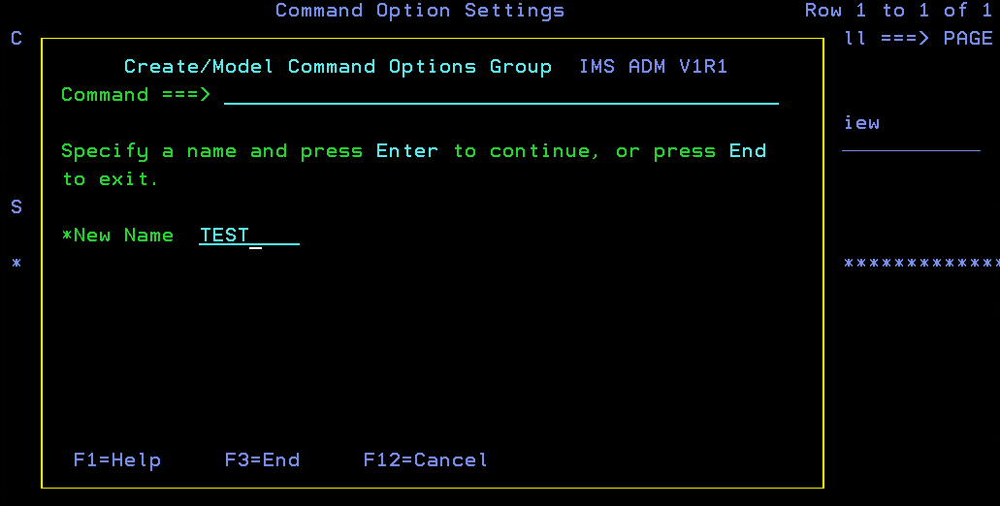 Command Option Settings Row 1 to 1 of 1
C ll ===> PAGE
Create/Model Command Options Group IMS ADM V1R1
Command ===>
iew
Specify a name and press Enter to continue, or press End
to exit.
S
*New Name TEST
* *************
F1=Help F3=End F12=Cancel